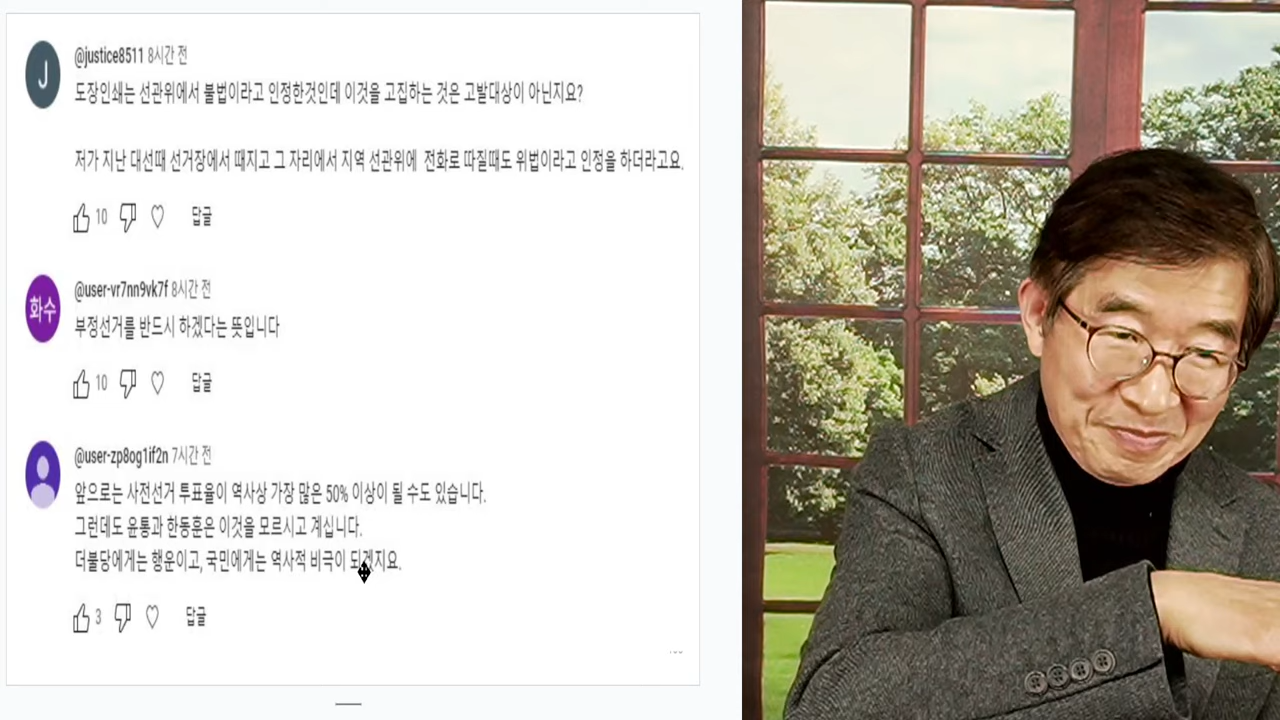 J
@justice8511 8시간 전
도장인쇄는 선관위에서 불법이라고 인정한것인데 이것을 고집하는 것은 고발대상이 아닌지요?
저가 지난 대선때 선거장에서 때지고 그 자리에서 지역 선관위에 전화로 따질때도 위법이라고 인정을 하더라고요.
10 답글
화수
@user-vr7nn9vk7f 8시간 전
부정선거를 반드시 하겠다는 뜻입니다
10 답글
@user-zp8og1if2n 7시간 전
앞으로는 사전선거 투표율이 역사상 가장 많은 50% 이상이 될 수도 있습니다.
그런데도 윤통과 한동훈은 이것을 모르시고 계십니다.
더불당에게는 행운이고, 국민에게는 역사적 비극이 되겠지요.
3 답글